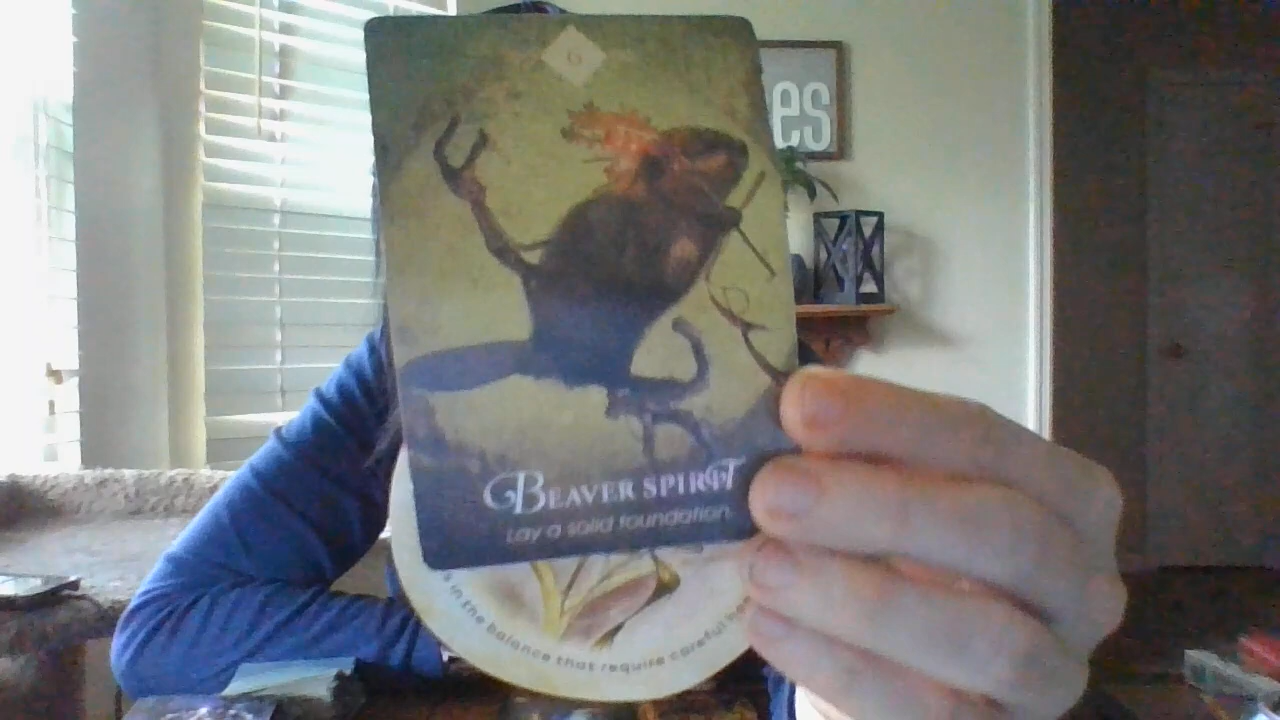 6
es
BEAVER SPIRIT
Lay a solid foundation.
in the balance that require careful